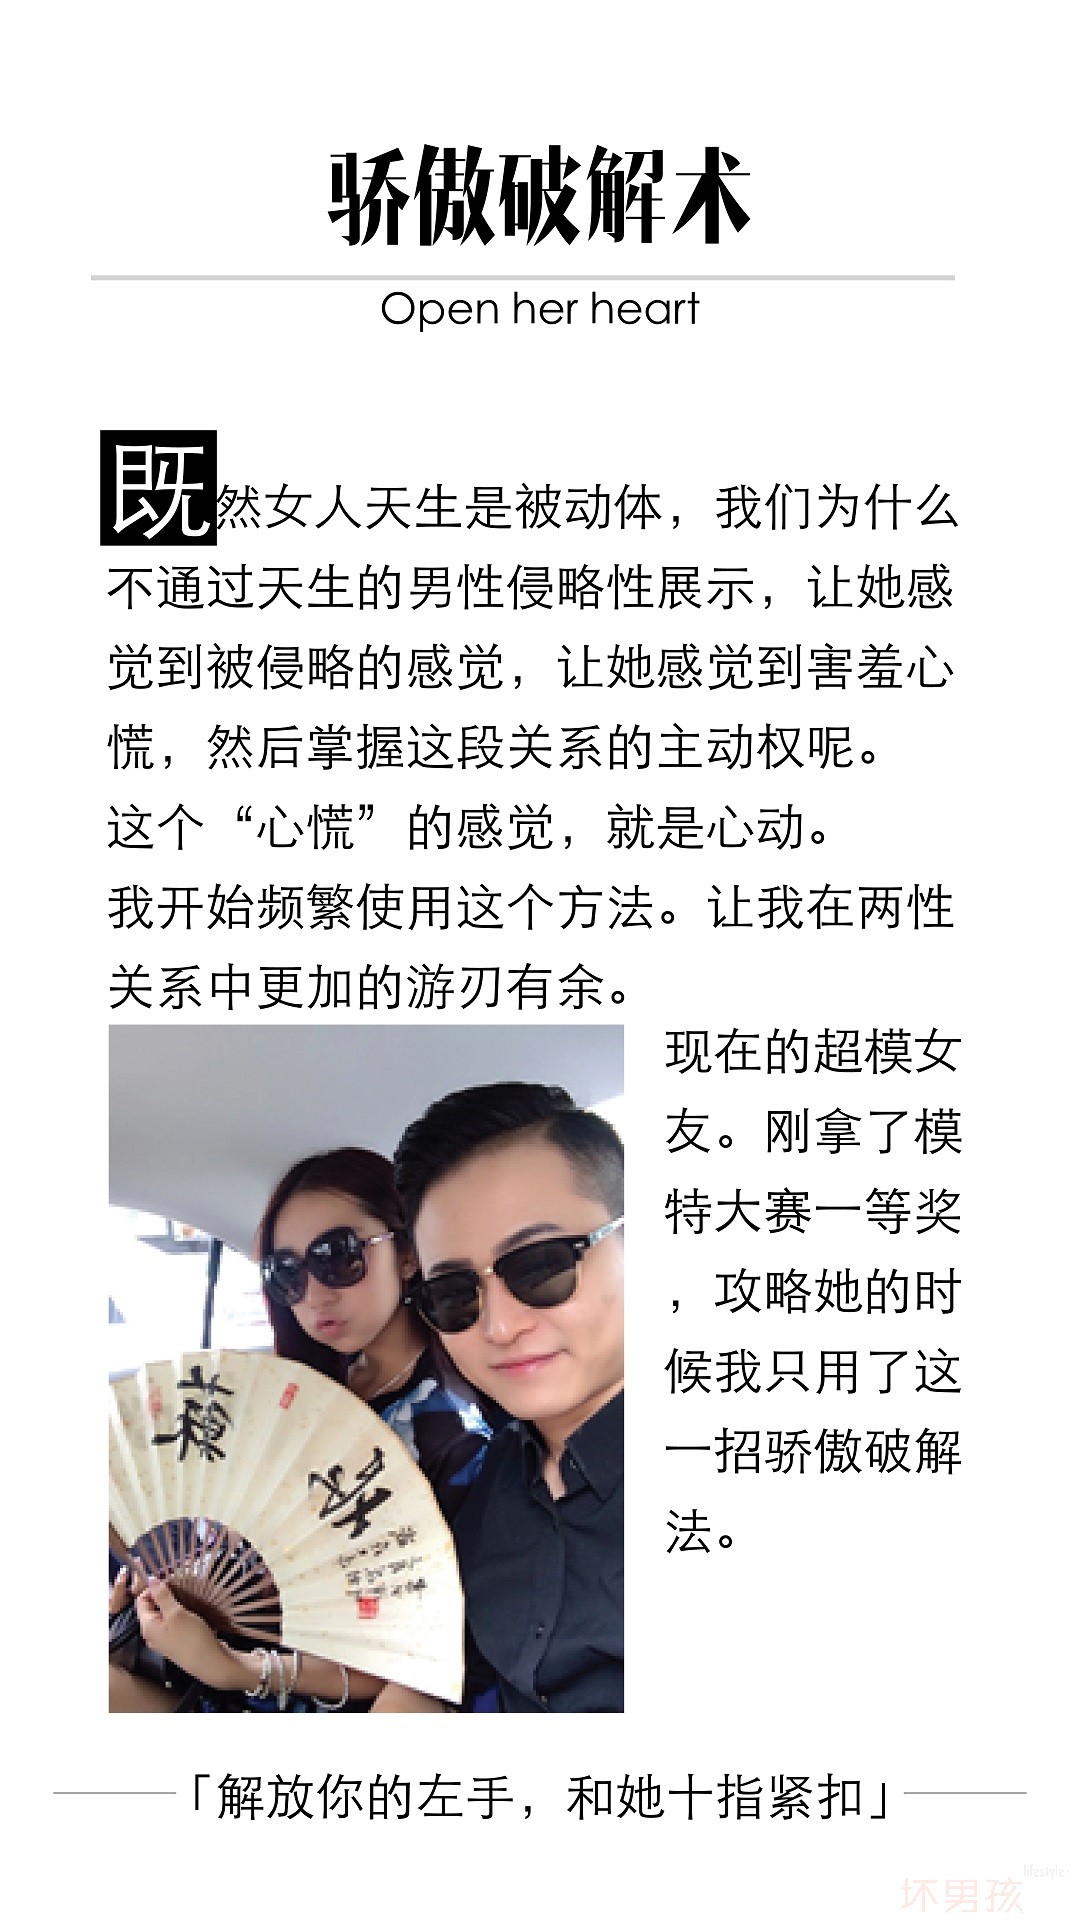 骄傲破解术
Open her heart
既然女人天生是被动体，我们为什么
不通过天生的男性侵略性展示，让她感
觉到被侵略的感觉，让她感觉到害羞心
慌，然后掌握这段关系的主动权呢。
这个“心慌”的感觉，就是心动。
我开始频繁使用这个方法。让我在两性
关系中更加的游刃有余。
现在的超模女
友。刚拿了模
特大赛一等奖
，攻略她的时
候我只用了这
一招骄傲破解
法。
「解放你的左手，和她十指紧扣」
lifestyle·
坏男孩